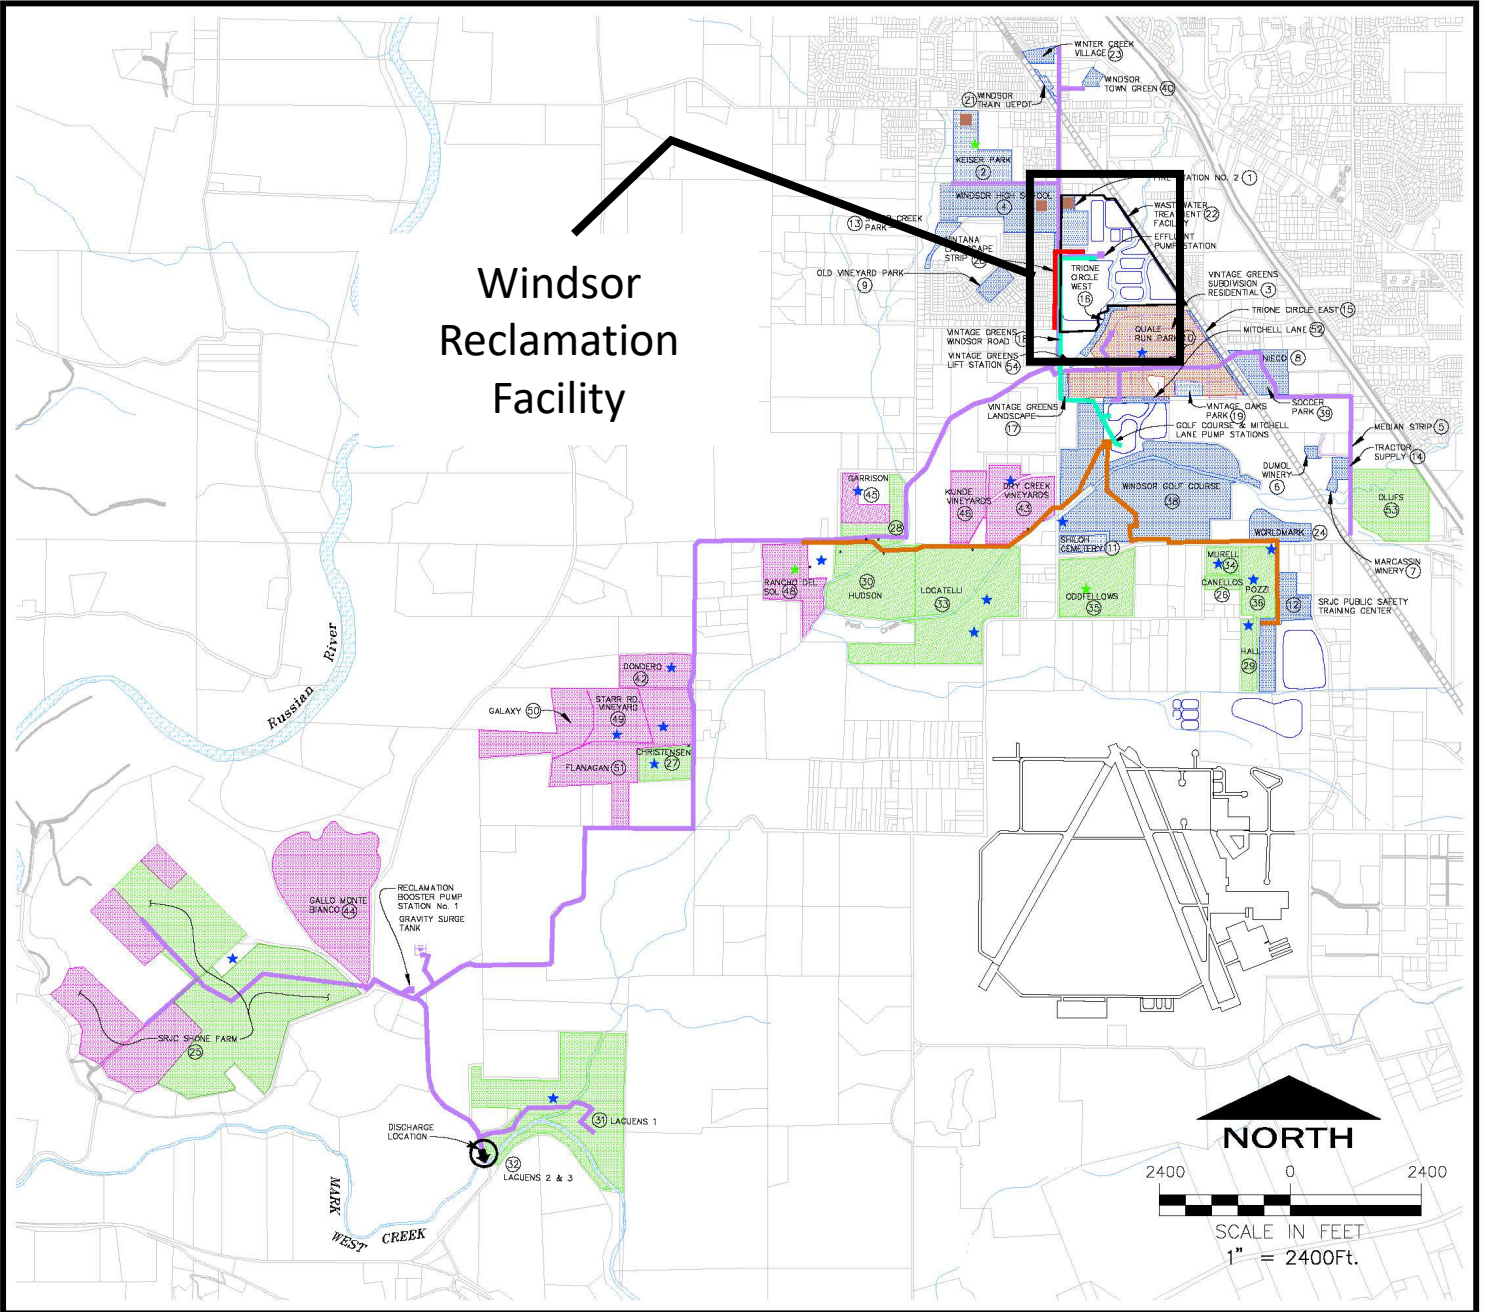 WINTER CREEK
VILLAGE 23
WINDSOR
TOWN GREEN 40
21 WINDSOR
TRAIN DEPOT
KEISER PARK
2
STATION NO. 2 1
WINDSOR HIGH SCHOOL
4
WASTEWATER
TREATMENT 22
FACILITY
13 CREEK
PARK
EFFLUENT
PUMP STATION
STRIP
OLD VINEYARD PARK
9
TRIONE
CIRCLE
WEST
16
VINTAGE GREENS
SUBDIVISION
RESIDENTIAL 3
TRIONE CIRCLE EAST 15
Windsor
Reclamation
Facility
VINTAGE GREENS
WINDSOR ROAD 18
QUALE
RUN PARK
MITCHELL LANE 52
VINTAGE GREENS
LIFT STATION
54
NIECO 8
VINTAGE GREENS
LANDSCAPE
17
VINTAGE OAKS
PARK 19
SOCCER
PARK 39
GOLF COURSE & MITCHELL
LANE PUMP STATIONS
MEDIAN STRIP 5
TRACTOR
SUPPLY 14
DUMOL
WINERY
6
GARRISON
45
KUNDE
VINEYARDS
46
DRY CREEK
VINEYARDS
43
WINDSOR GOLF COURSE
38
DLUFS
53
28
WORLDMARK 24
SHILOH
CEMETERY 11
MARCASSIN
WINERY 7
RANCHO DEL
SOL 48
30
HUDSON
LOCATELLI
33
ODDFELLOWS
35
MURELL
34
CANELLOS
26
POZZI
36
12
SRJC PUBLIC SAFETY
TRAINING CENTER
Pool Creek
HALL
29
Russian River
DONDERO
42
GALAXY 50
STARR RD.
VINEYARD
49
CHRISTENSEN
27
FLANAGAN 51
GALLO MONTE
BIANCO 44
RECLAMATION
BOOSTER PUMP
STATION No. 1
GRAVITY SURGE
TANK
SRJC SHONE FARM
25
DISCHARGE
LOCATION
31 LAGUENS 1
32
LAGUENS 2 & 3
MARK
WEST CREEK
NORTH
2400 0 2400
SCALE IN FEET
1" = 2400Ft.